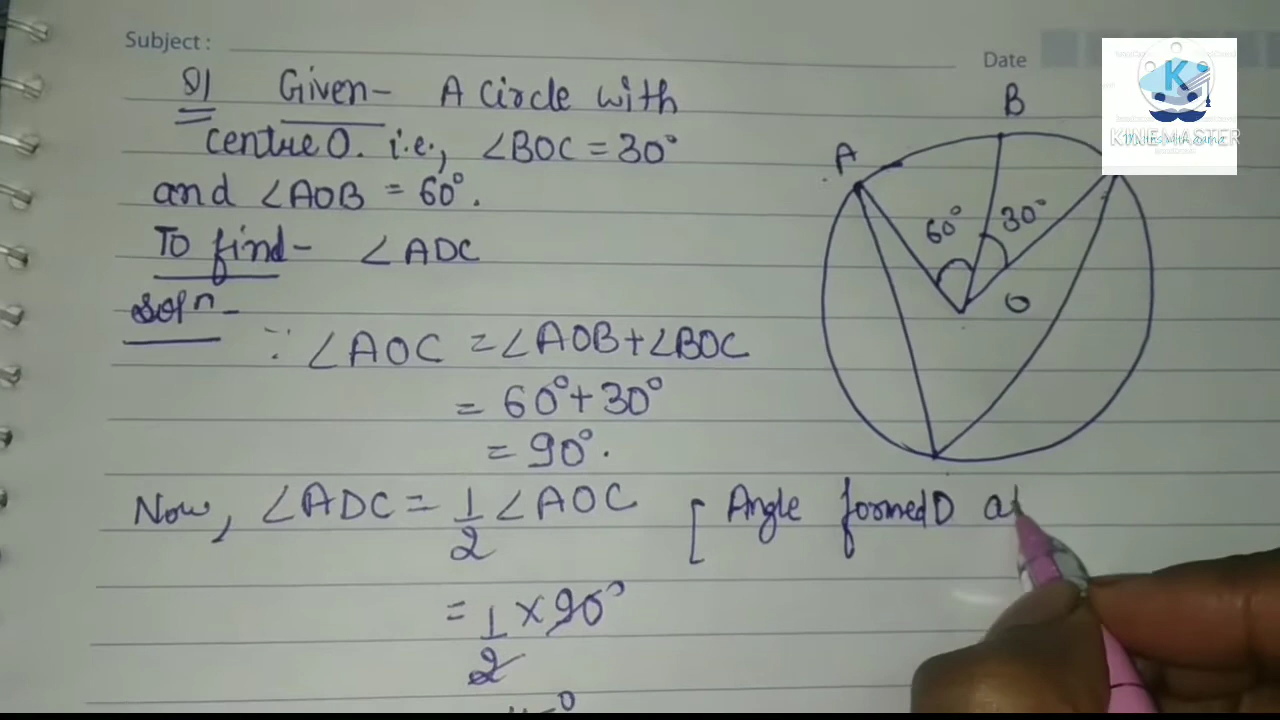 Subject :
Date
Q1 Given- A circle with
centre O. i.e., ∠BOC = 30°
and ∠AOB = 60°.
To find- ∠ADC
Solⁿ-
∵ ∠AOC = ∠AOB + ∠BOC
= 60° + 30°
= 90°.
Now, ∠ADC = 1/2 ∠AOC [Angle formed at
= 1/2 × 90°
B
A
60°
30°
O
D
K
KINEMASTER